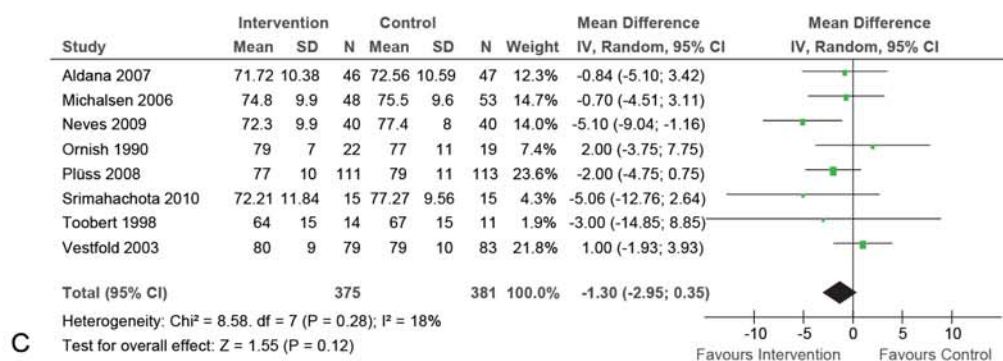 Intervention Control Mean Difference Mean Difference
Study Mean SD N Mean SD N Weight IV, Random, 95% CI IV, Random, 95% CI
Aldana 2007 71.72 10.38 46 72.56 10.59 47 12.3% -0.84 (-5.10; 3.42)
Michalsen 2006 74.8 9.9 48 75.5 9.6 53 14.7% -0.70 (-4.51; 3.11)
Neves 2009 72.3 9.9 40 77.4 8 40 14.0% -5.10 (-9.04; -1.16)
Ornish 1990 79 7 22 77 11 19 7.4% 2.00 (-3.75; 7.75)
Plüss 2008 77 10 111 79 11 113 23.6% -2.00 (-4.75; 0.75)
Srimahachota 2010 72.21 11.84 15 77.27 9.56 15 4.3% -5.06 (-12.76; 2.64)
Toobert 1998 64 15 14 67 15 11 1.9% -3.00 (-14.85; 8.85)
Vestfold 2003 80 9 79 79 10 83 21.8% 1.00 (-1.93; 3.93)
Total (95% CI) 375 381 100.0% -1.30 (-2.95; 0.35)
Heterogeneity: Chi² = 8.58. df = 7 (P = 0.28); I² = 18%
Test for overall effect: Z = 1.55 (P = 0.12)
-10 -5 0 5 10
Favours Intervention Favours Control
C